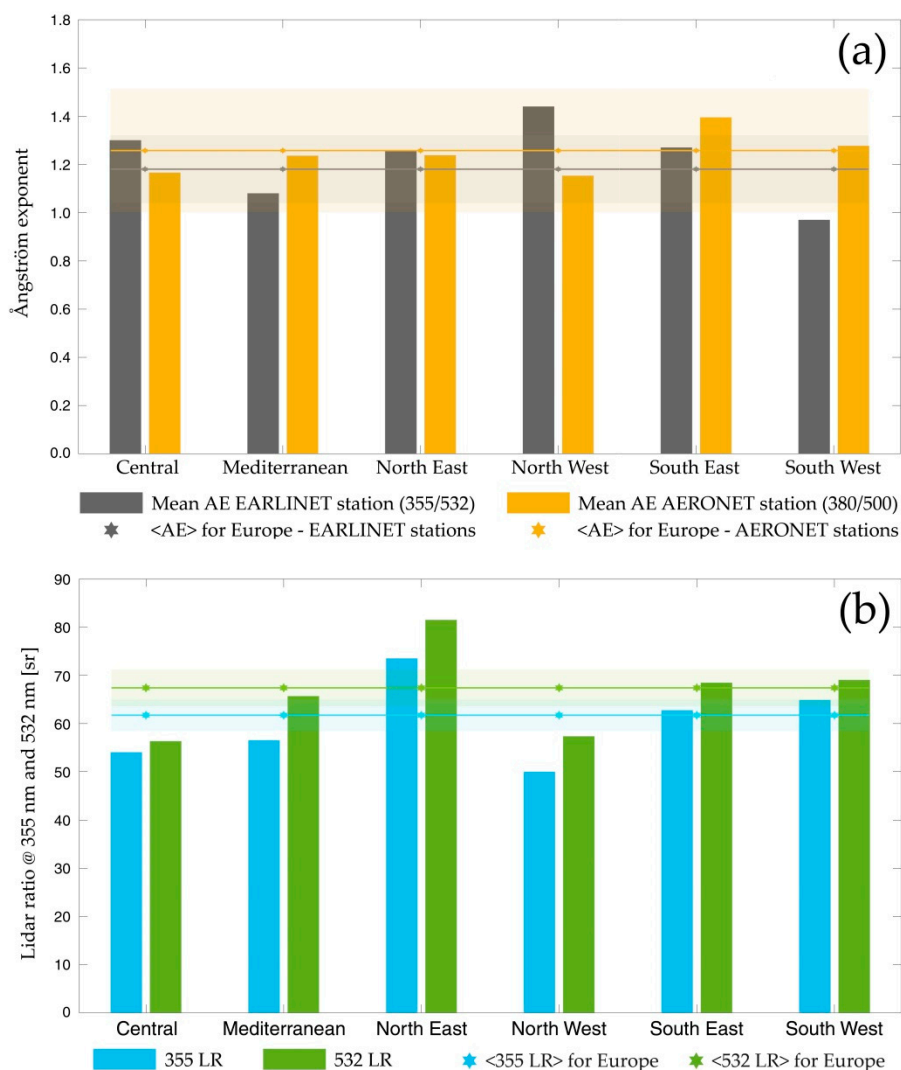 (a)
Ångström exponent
1.8
1.6
1.4
1.2
1.0
0.8
0.6
0.4
0.2
0.0
Central Mediterranean North East North West South East South West
Mean AE EARLINET station (355/532) Mean AE AERONET station (380/500)
<AE> for Europe - EARLINET stations <AE> for Europe - AERONET stations
(b)
Lidar ratio @ 355 nm and 532 nm [sr]
90
80
70
60
50
40
30
20
10
0
Central Mediterranean North East North West South East South West
355 LR 532 LR <355 LR> for Europe <532 LR> for Europe